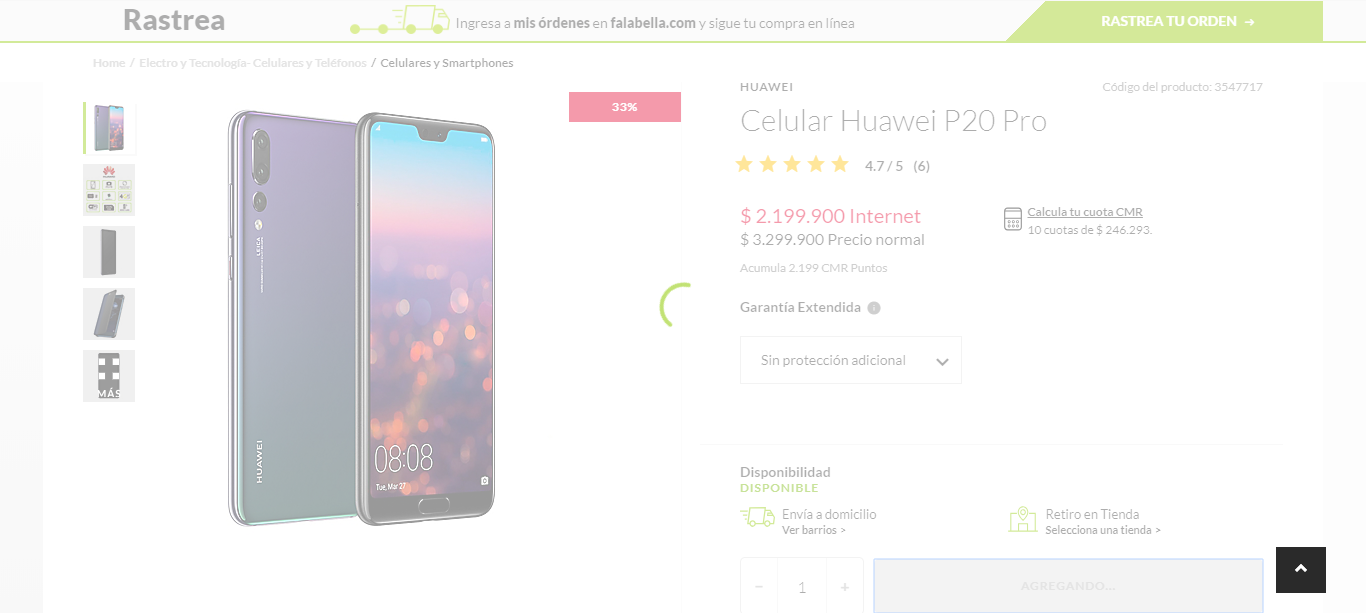 Rastrea
Ingresa a mis órdenes en falabella.com y sigue tu compra en línea
RASTREA TU ORDEN
Home / Electro y Tecnología- Celulares y Teléfonos / Celulares y Smartphones
HUAWEI
Código del producto: 3547717
33%
Celular Huawei P20 Pro
4.7 / 5 (6)
$ 2.199.900 Internet
$ 3.299.900 Precio normal
Calcula tu cuota CMR
10 cuotas de $ 246.293.
Acumula 2.199 CMR Puntos
Garantía Extendida
Sin protección adicional
LEICA
HUAWEI
08:08
Tue, Mar 27
MÁS
Disponibilidad
DISPONIBLE
Envía a domicilio
Ver barrios >
Retiro en Tienda
Selecciona una tienda >
− 1 +
AGREGANDO...